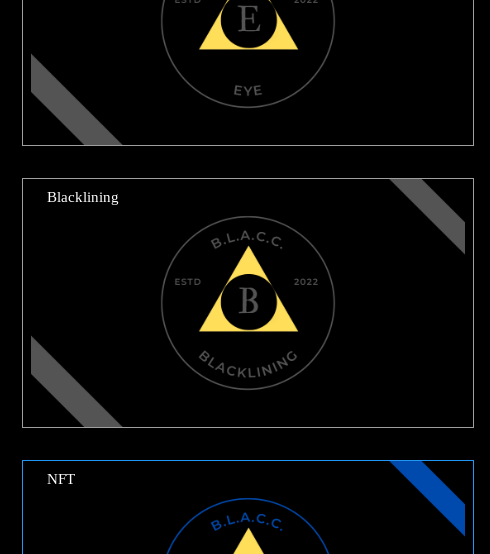 ESTD 2022
E
EYE
Blacklining
B.L.A.C.C.
ESTD 2022
B
BLACKLINING
NFT
B.L.A.C.C.